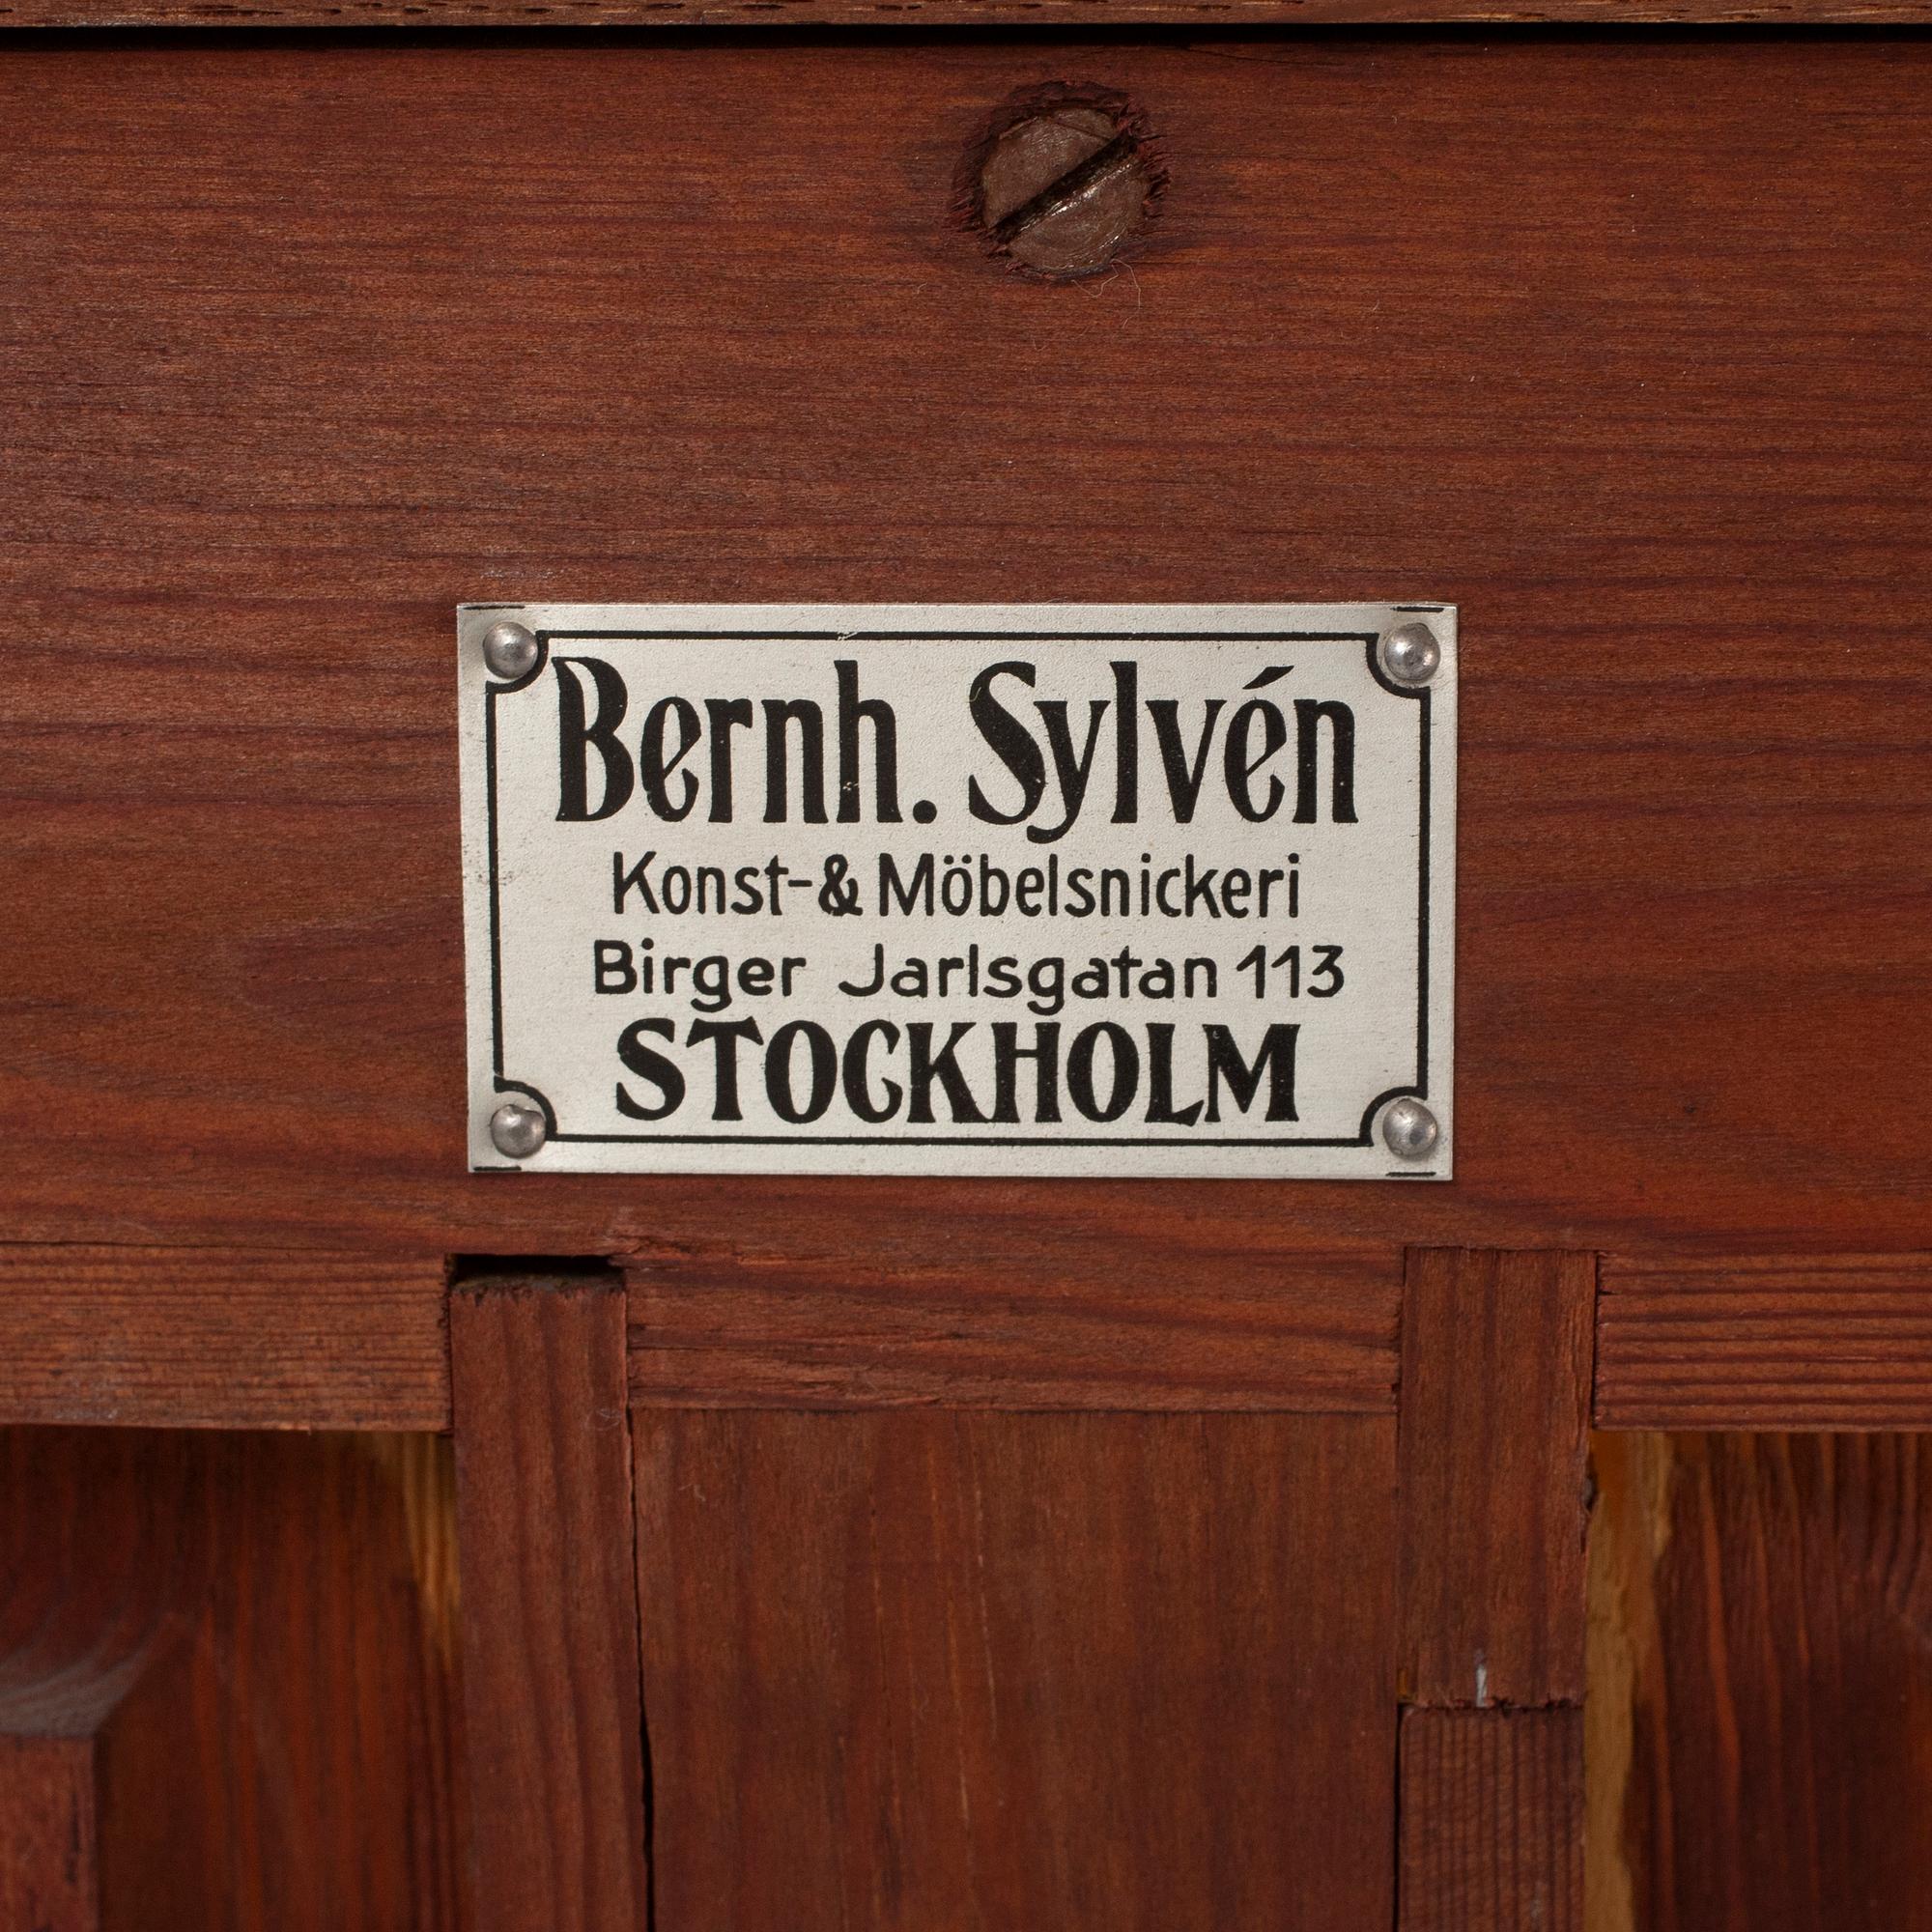 Bernh. Sylvén
Konst-& Möbelsnickeri
Birger Jarlsgatan 113
STOCKHOLM